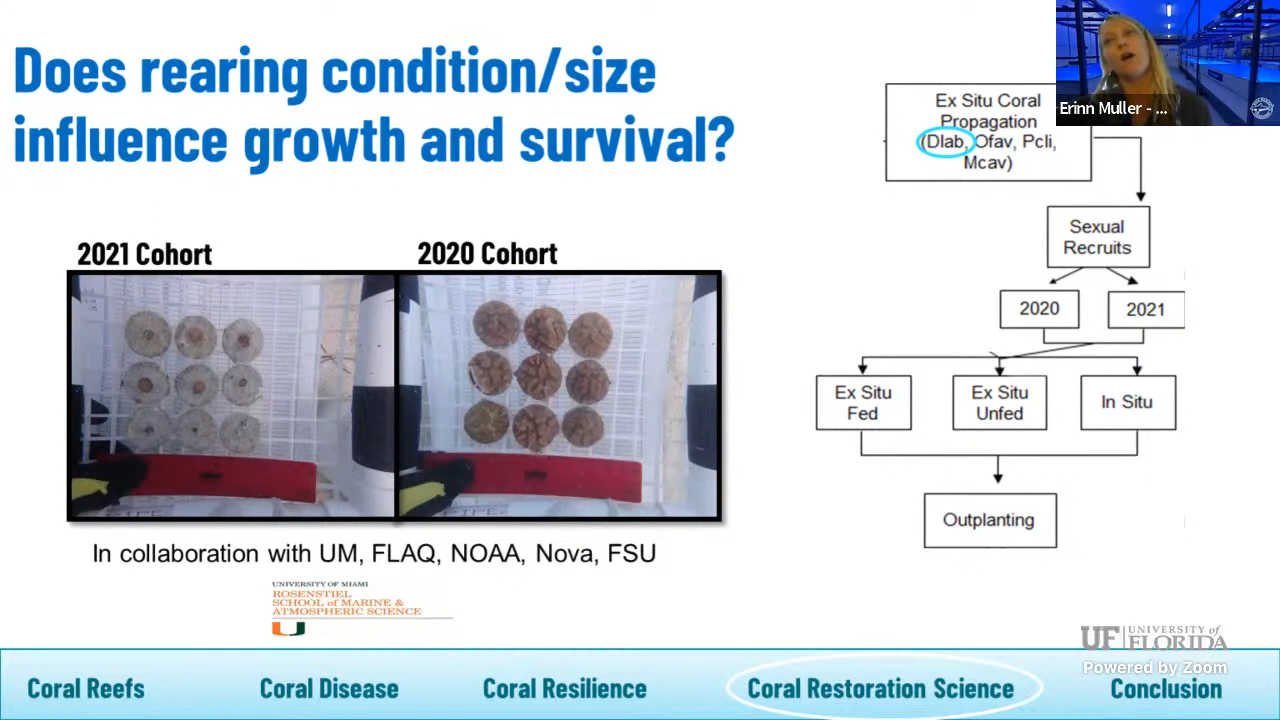 Does rearing condition/size
influence growth and survival?
Erinn Muller - ...
Ex Situ Coral
Propagation
(Dlab, Ofav, Pcli,
Mcav)
Sexual
Recruits
2020
2021
Ex Situ
Fed
Ex Situ
Unfed
In Situ
Outplanting
2021 Cohort
2020 Cohort
In collaboration with UM, FLAQ, NOAA, Nova, FSU
UNIVERSITY OF MIAMI
ROSENSTIEL
SCHOOL of MARINE &
ATMOSPHERIC SCIENCE
UF UNIVERSITY of
FLORIDA
Powered by Zoom
Coral Reefs
Coral Disease
Coral Resilience
Coral Restoration Science
Conclusion